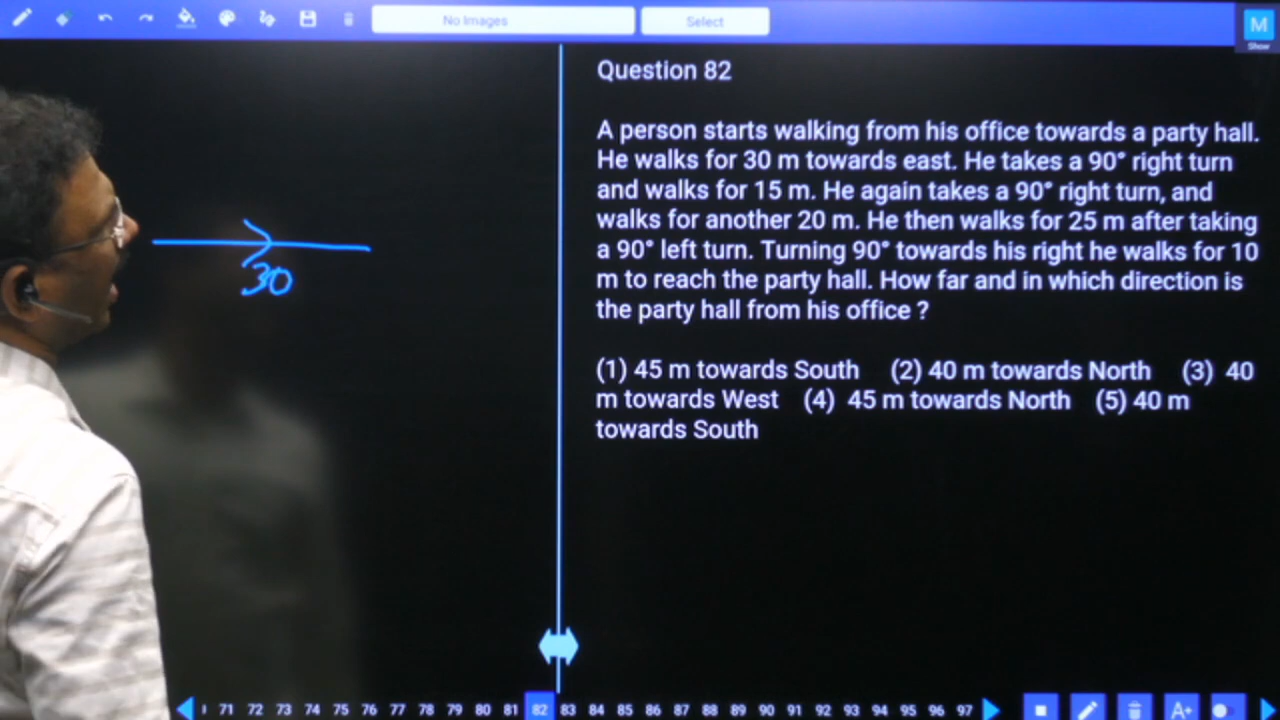 No Images
Select
M
Show
Question 82
A person starts walking from his office towards a party hall.
He walks for 30 m towards east. He takes a 90° right turn
and walks for 15 m. He again takes a 90° right turn, and
walks for another 20 m. He then walks for 25 m after taking
a 90° left turn. Turning 90° towards his right he walks for 10
m to reach the party hall. How far and in which direction is
the party hall from his office ?
(1) 45 m towards South (2) 40 m towards North (3) 40
m towards West (4) 45 m towards North (5) 40 m
towards South
30
71 72 73 74 75 76 77 78 79 80 81 82 83 84 85 86 87 88 89 90 91 92 93 94 95 96 97
A+